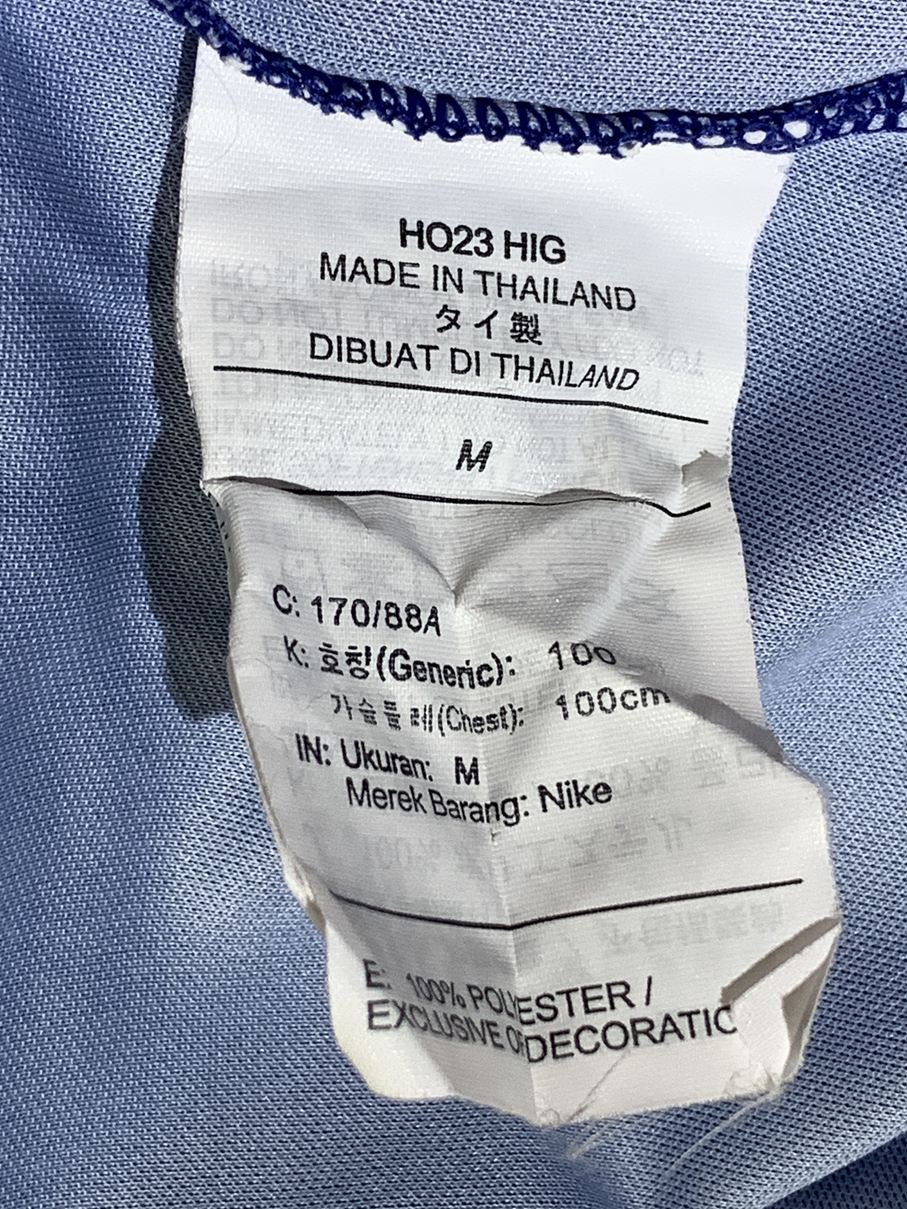 HO23 HIG
MADE IN THAILAND
タイ製
DIBUAT DI THAILAND
M
C: 170/88A
K: 호칭(Generic): 100
가슴둘레(Chest): 100cm
IN: Ukuran: M
Merek Barang: Nike
E: 100% POLYESTER /
EXCLUSIVE OF DECORATIO